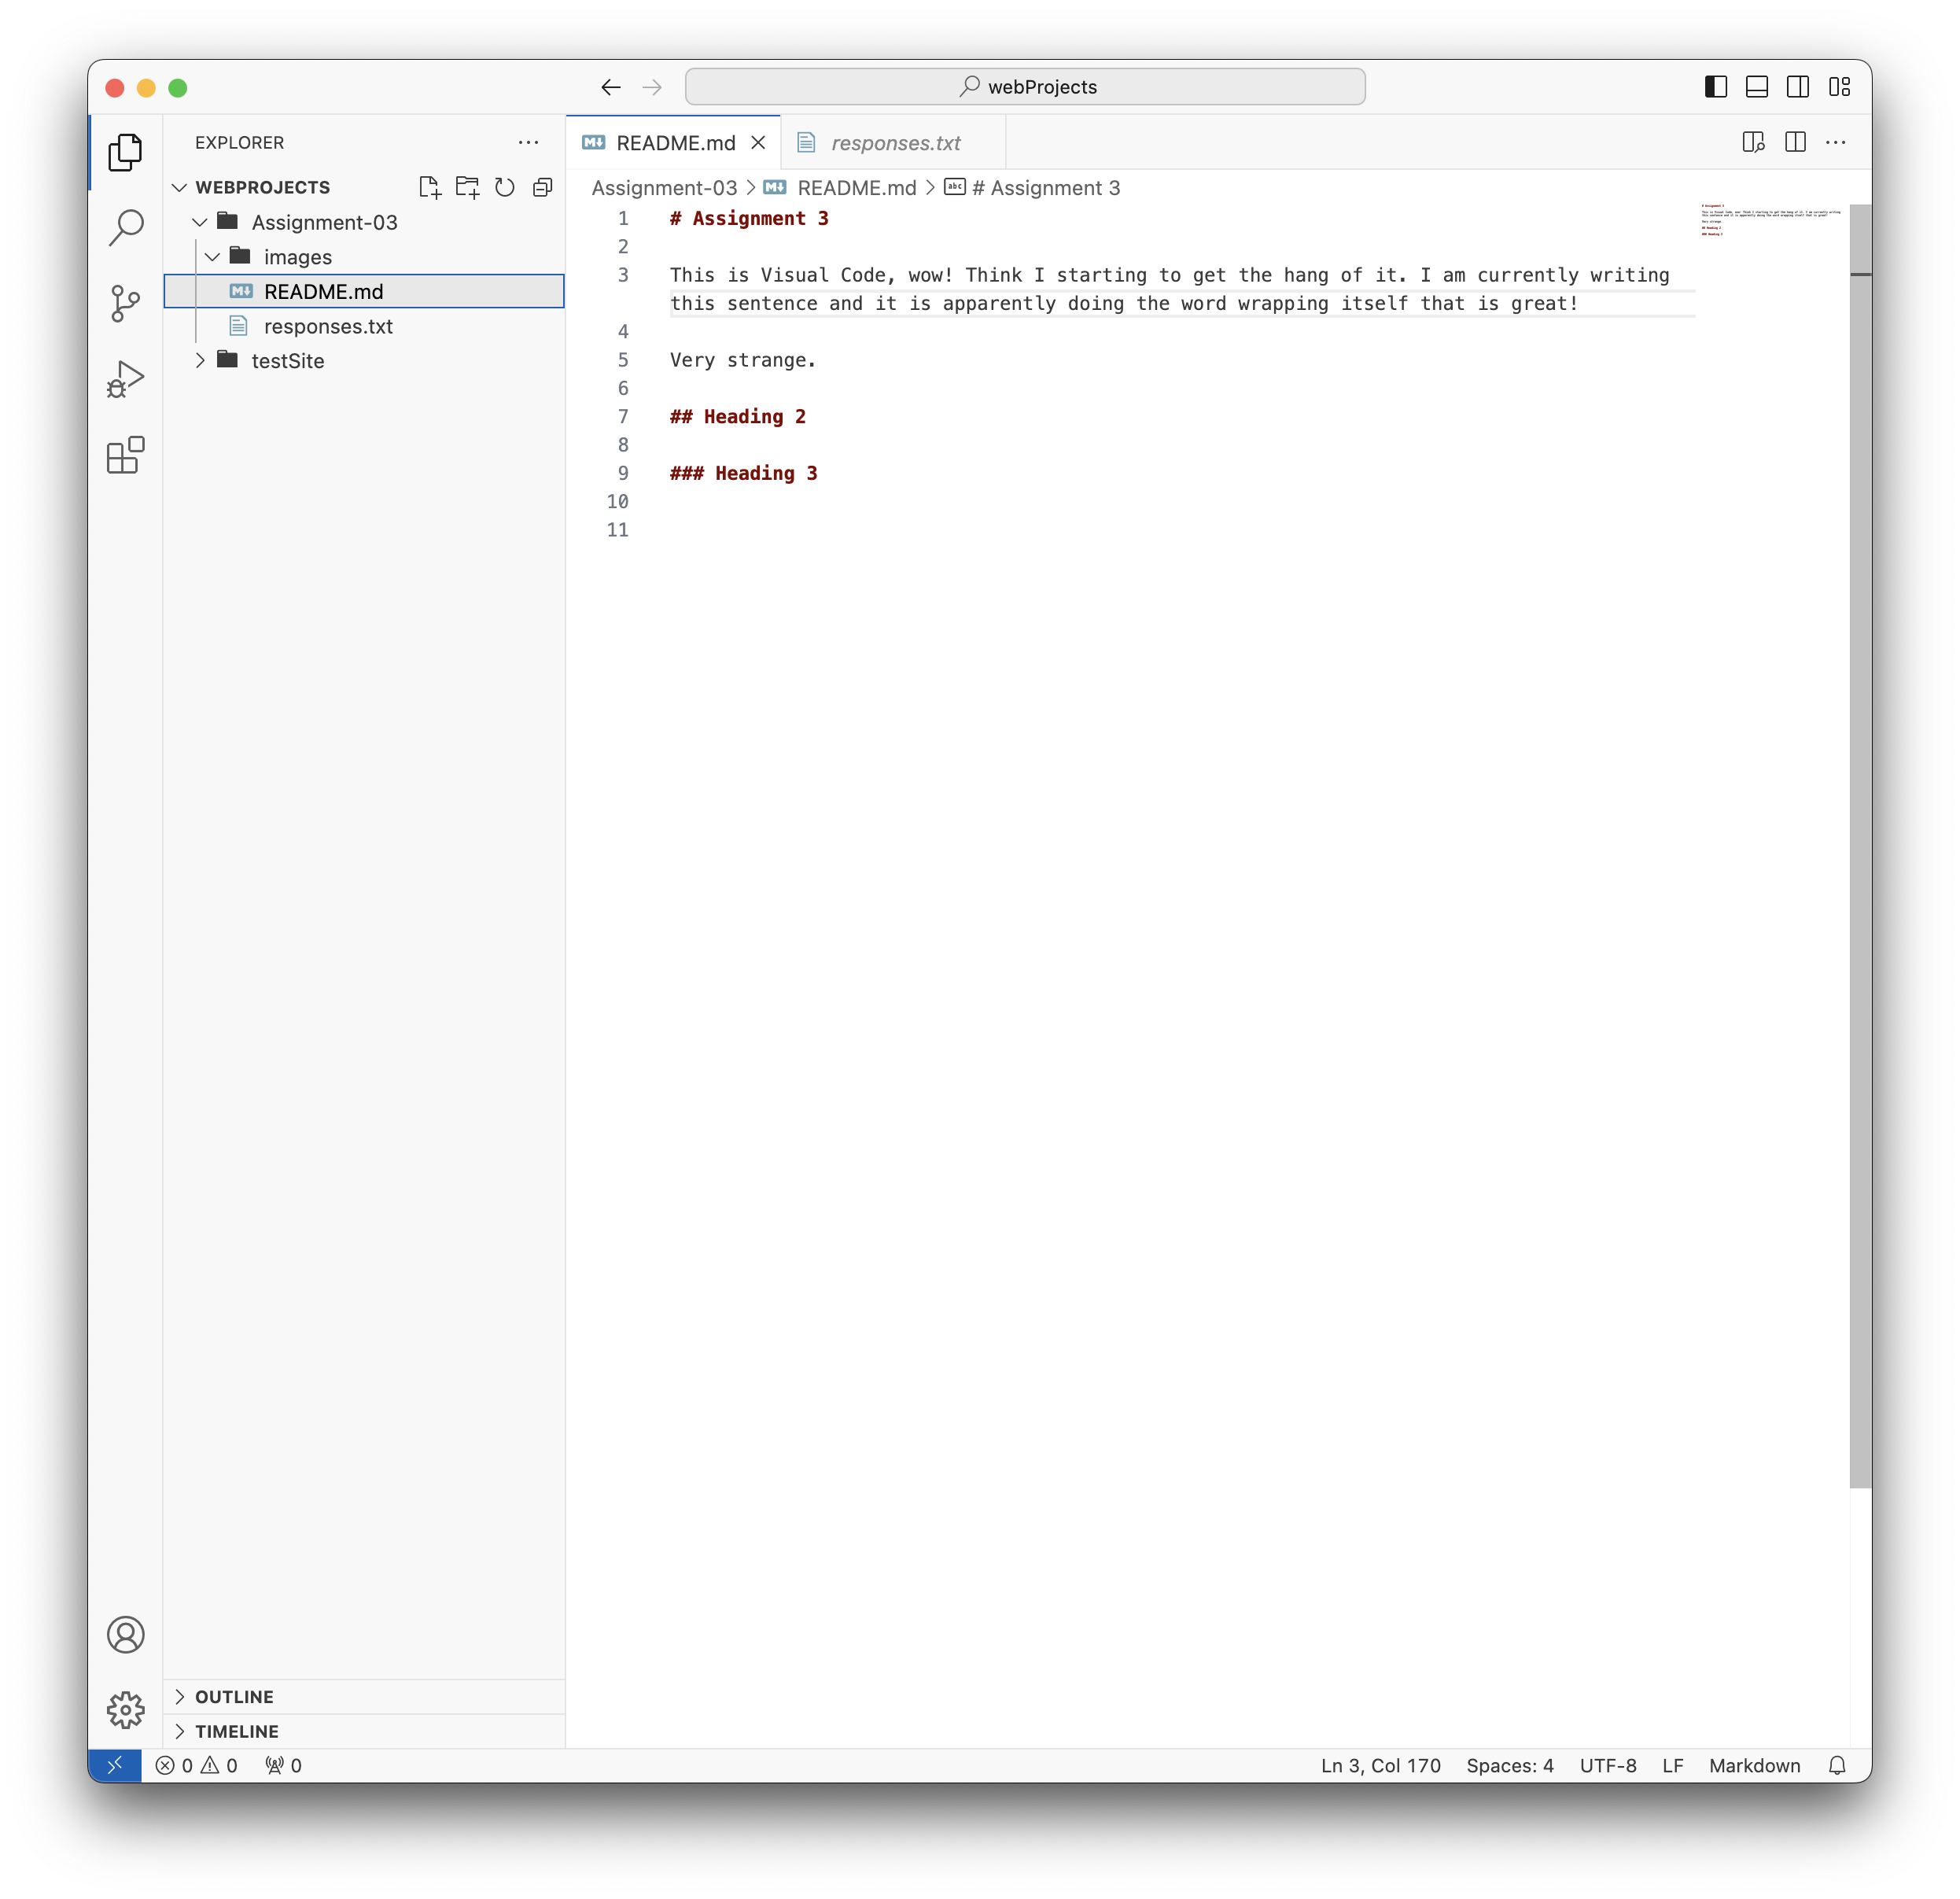 webProjects
EXPLORER
README.md
responses.txt
WEBPROJECTS
Assignment-03 > README.md > # Assignment 3
Assignment-03
images
README.md
responses.txt
testSite
1 # Assignment 3
2
3 This is Visual Code, wow! Think I starting to get the hang of it. I am currently writing
this sentence and it is apparently doing the word wrapping itself that is great!
4
5 Very strange.
6
7 ## Heading 2
8
9 ### Heading 3
10
11
OUTLINE
TIMELINE
0 0 0
Ln 3, Col 170 Spaces: 4 UTF-8 LF Markdown